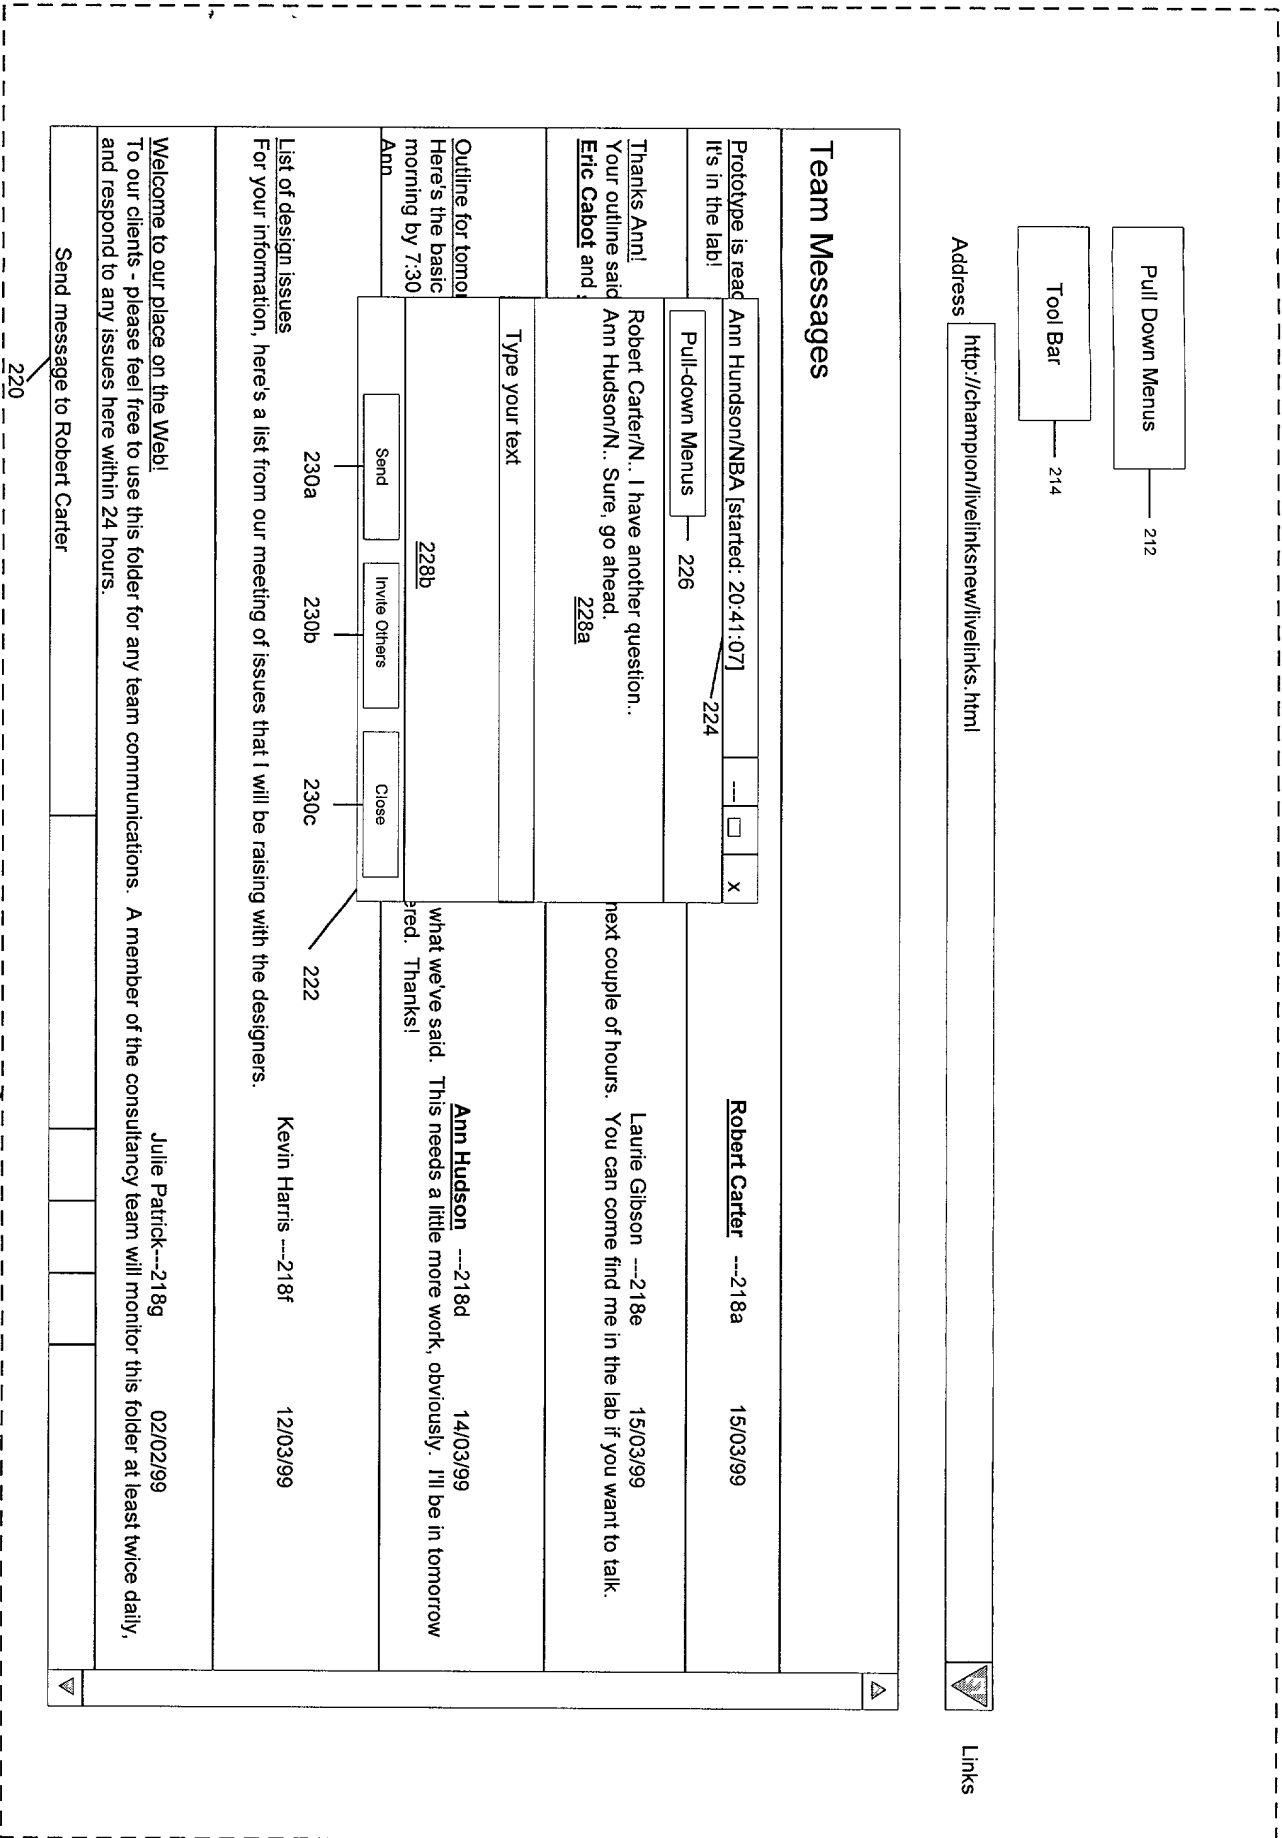 Pull Down Menus
212
Tool Bar
214
Address http://champion/livelinksnew/livelinks.html Links
Team Messages
Prototype is read Robert Carter ---218a 15/03/99
It's in the lab!
Ann Hundson/NBA [started: 20:41:07] --- x
224
Pull-down Menus 226
Thanks Ann! Laurie Gibson ---218e 15/03/99
Your outline said next couple of hours. You can come find me in the lab if you want to talk.
Eric Cabot and
Robert Carter/N.. I have another question..
Ann Hudson/N.. Sure, go ahead.
228a
Type your text
228b
Outline for tomor Ann Hudson ---218d 14/03/99
Here's the basic what we've said. This needs a little more work, obviously. I'll be in tomorrow
morning by 7:30 ered. Thanks!
Ann
Send Invite Others Close
230a 230b 230c 222
List of design issues Kevin Harris ---218f 12/03/99
For your information, here's a list from our meeting of issues that I will be raising with the designers.
Welcome to our place on the Web! Julie Patrick---218g 02/02/99
To our clients - please feel free to use this folder for any team communications. A member of the consultancy team will monitor this folder at least twice daily,
and respond to any issues here within 24 hours.
Send message to Robert Carter
220